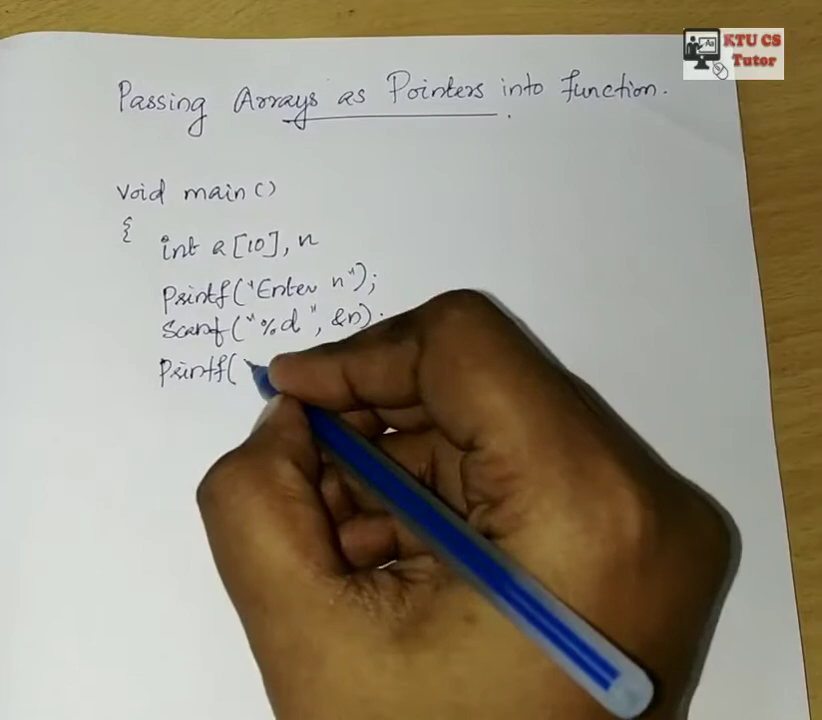 KTU CS
Tutor
Passing Arrays as Pointers into function.
void main()
{
int a[10], n
Printf("Enter n");
Scanf("%d", &n);
Printf("